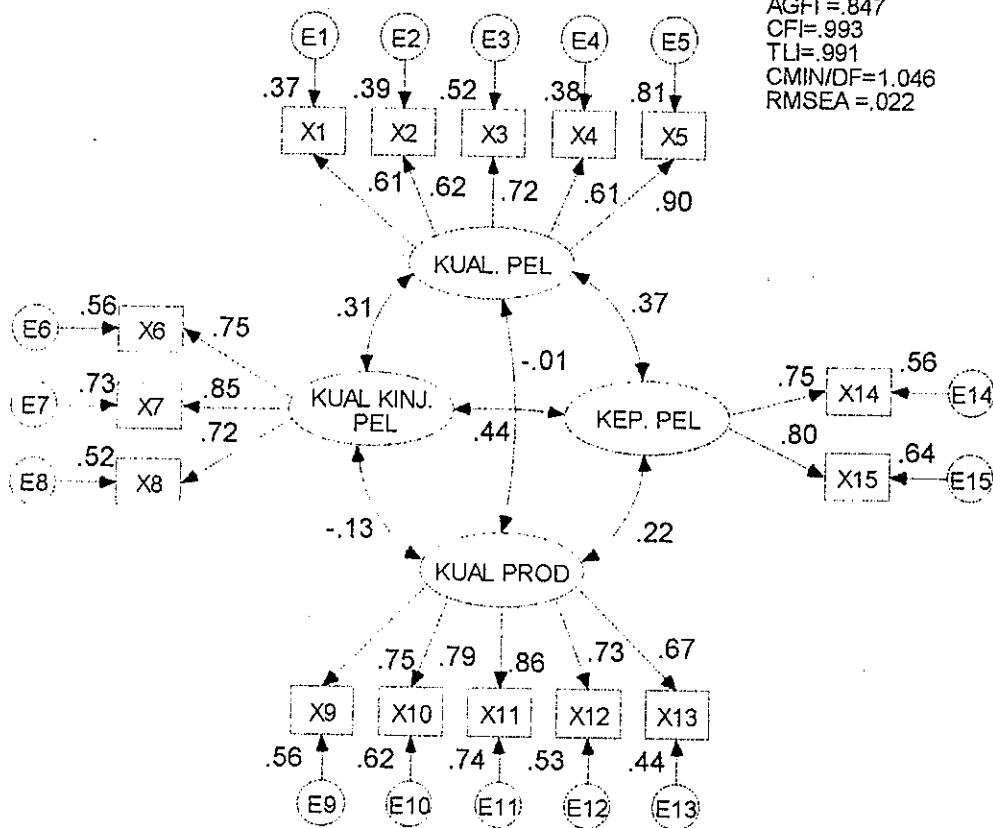 AGFI =.847
CFI=.993
TLI=.991
CMIN/DF=1.046
RMSEA =.022
E1 E2 E3 E4 E5
.37 .39 .52 .38 .81
X1 X2 X3 X4 X5
.61 .62 .72 .61 .90
KUAL. PEL
.31 .37
-.01
E6 .56 X6 .75
E7 .73 X7 .85
E8 .52 X8 .72
KUAL KINJ.
PEL
.44
KEP. PEL
.75 X14 .56 E14
.80 X15 .64 E15
-.13 .22
KUAL PROD
.75 .79 .86 .73 .67
X9 X10 X11 X12 X13
.56 .62 .74 .53 .44
E9 E10 E11 E12 E13